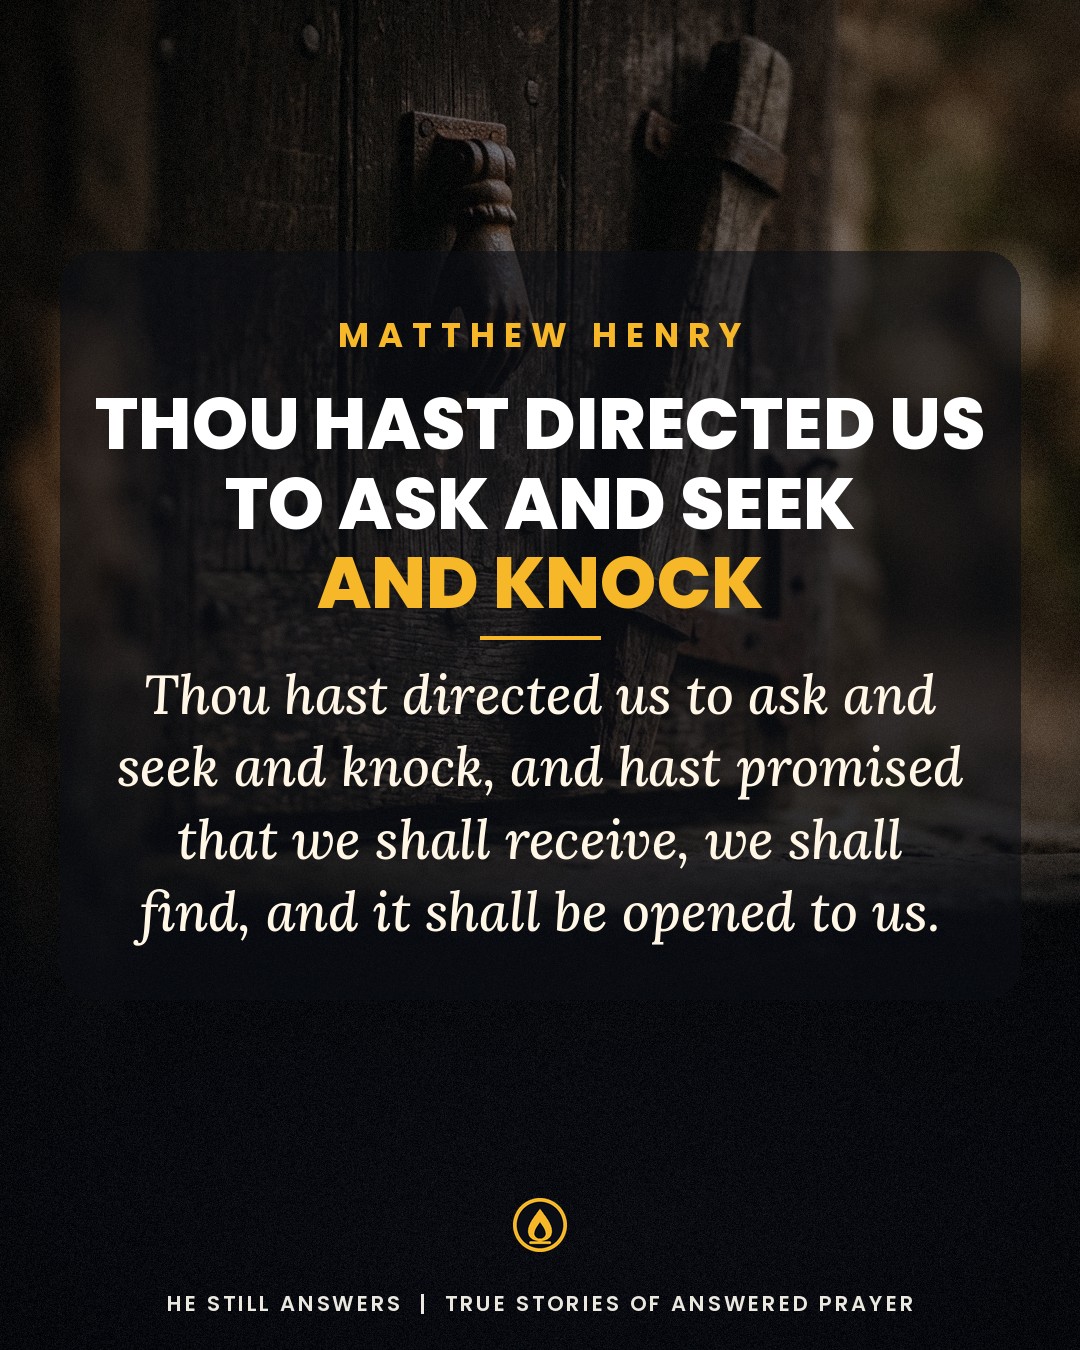 MATTHEW HENRY
THOU HAST DIRECTED US
TO ASK AND SEEK
AND KNOCK
Thou hast directed us to ask and
seek and knock, and hast promised
that we shall receive, we shall
find, and it shall be opened to us.
HE STILL ANSWERS | TRUE STORIES OF ANSWERED PRAYER